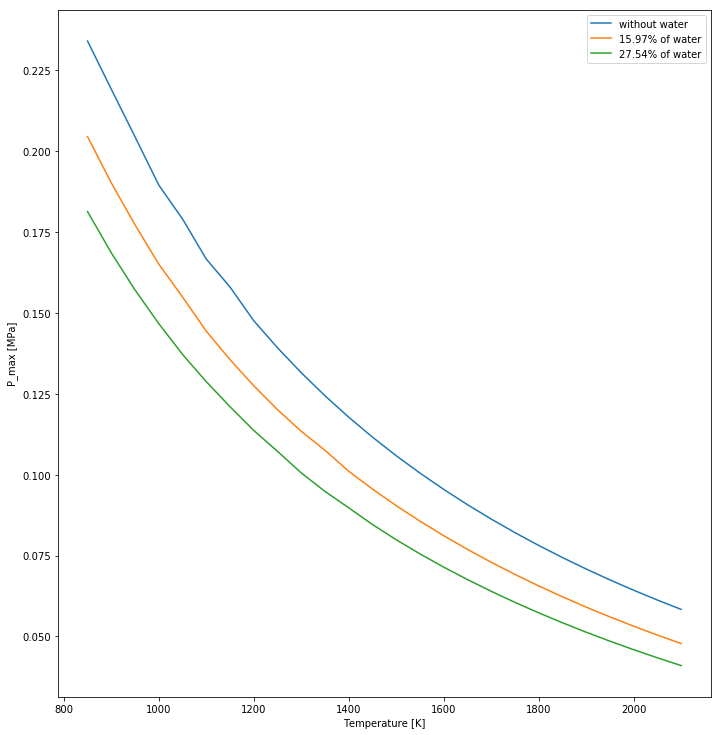 without water
15.97% of water
27.54% of water
0.225
0.200
0.175
0.150
0.125
0.100
0.075
0.050
P_max [MPa]
800 1000 1200 1400 1600 1800 2000
Temperature [K]